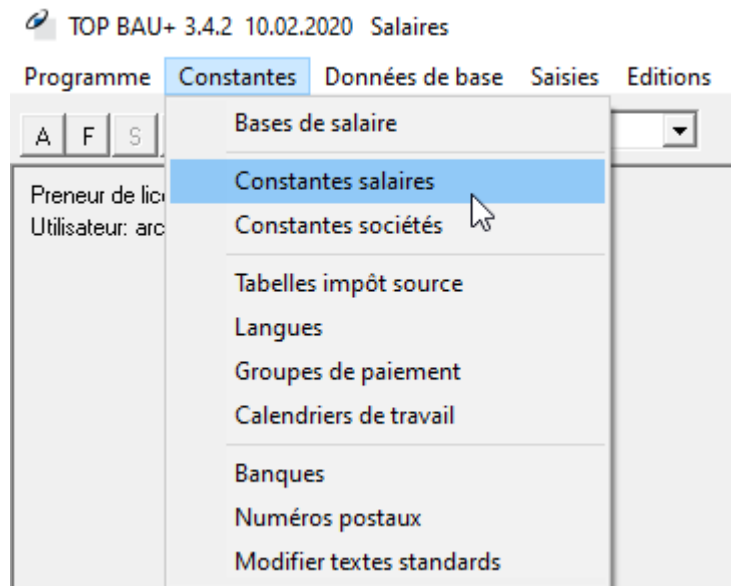 TOP BAU+ 3.4.2 10.02.2020 Salaires
Programme Constantes Données de base Saisies Editions
A F S
Bases de salaire
Constantes salaires
Preneur de lic
Utilisateur: arc
Constantes sociétés
Tabelles impôt source
Langues
Groupes de paiement
Calendriers de travail
Banques
Numéros postaux
Modifier textes standards